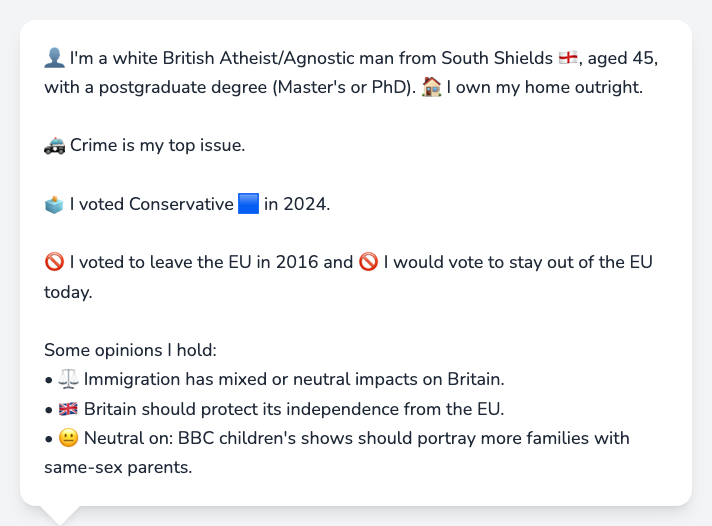 👤 I'm a white British Atheist/Agnostic man from South Shields 🏴󠁧󠁢󠁥󠁮󠁧󠁿, aged 45,
with a postgraduate degree (Master's or PhD). 🏠 I own my home outright.
🚓 Crime is my top issue.
🗳️ I voted Conservative 🟦 in 2024.
🚫 I voted to leave the EU in 2016 and 🚫 I would vote to stay out of the EU
today.
Some opinions I hold:
• ⚖️ Immigration has mixed or neutral impacts on Britain.
• 🇬🇧 Britain should protect its independence from the EU.
• 😐 Neutral on: BBC children's shows should portray more families with
same-sex parents.